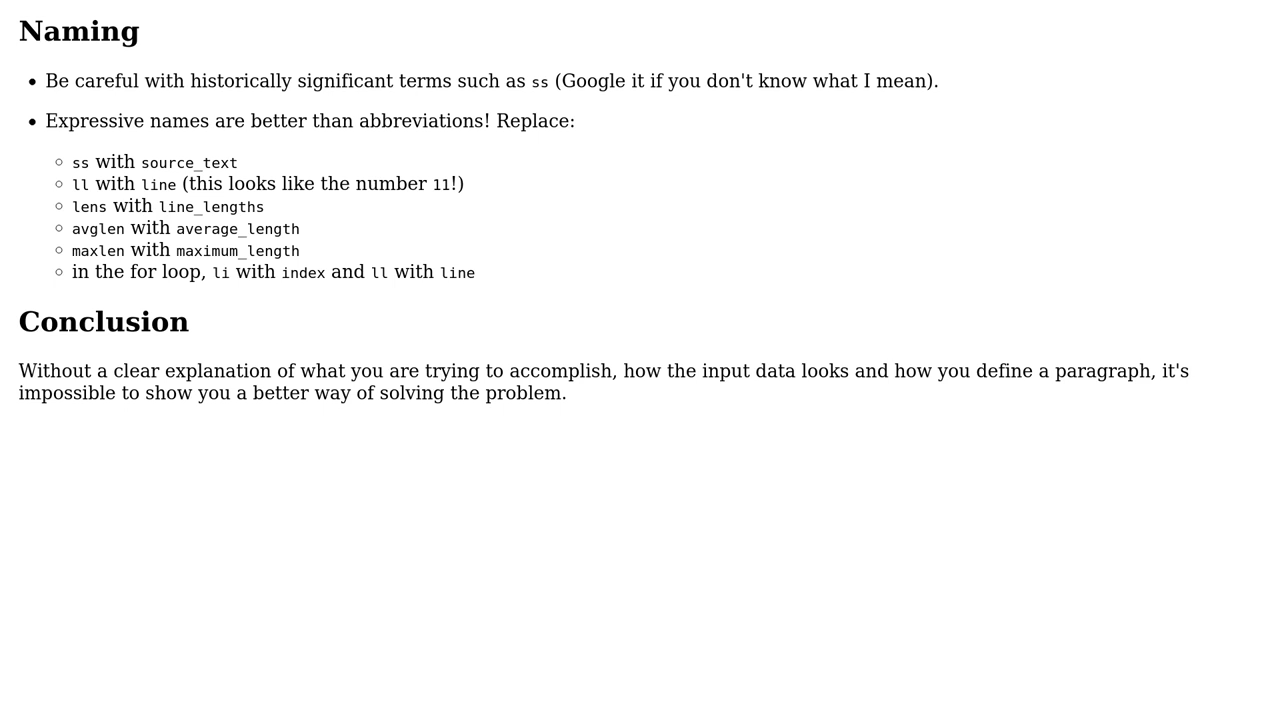 Naming
• Be careful with historically significant terms such as ss (Google it if you don't know what I mean).
• Expressive names are better than abbreviations! Replace:
◦ ss with source_text
◦ ll with line (this looks like the number 11!)
◦ lens with line_lengths
◦ avglen with average_length
◦ maxlen with maximum_length
◦ in the for loop, li with index and ll with line
Conclusion
Without a clear explanation of what you are trying to accomplish, how the input data looks and how you define a paragraph, it's
impossible to show you a better way of solving the problem.